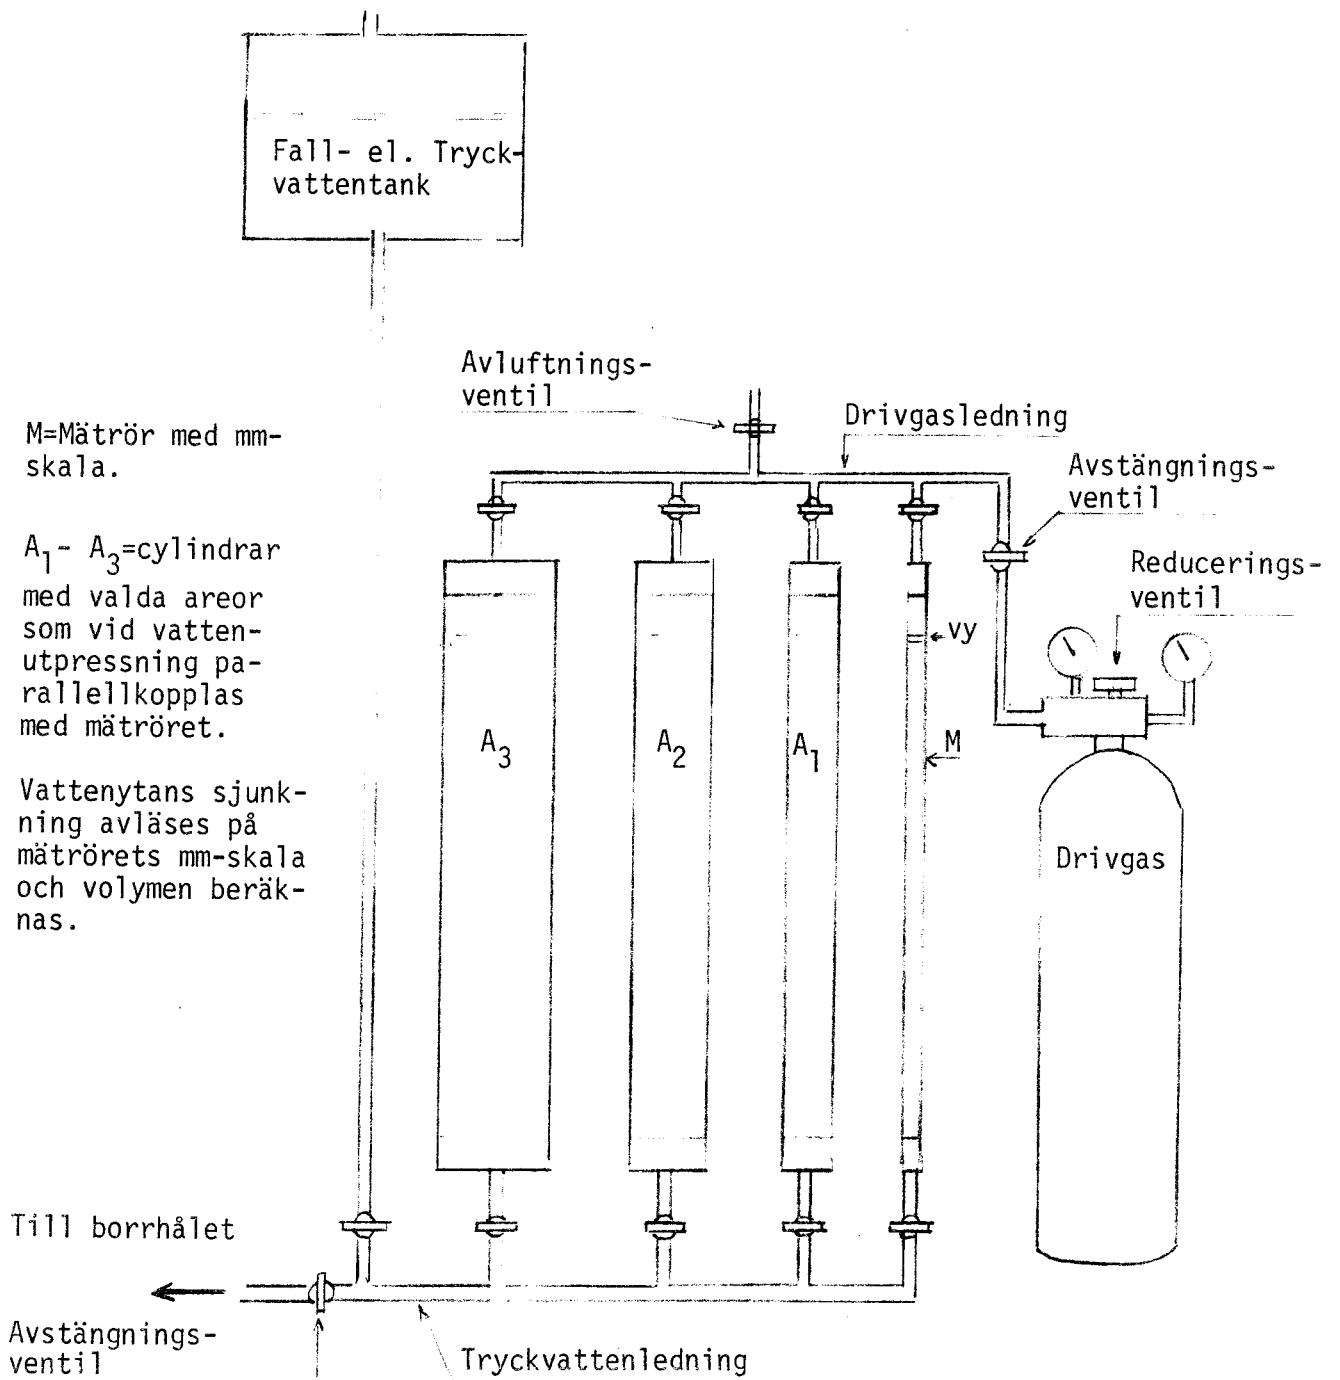 Fall- el. Tryck-
vattentank
Avluftnings-
ventil
Drivgasledning
Avstängnings-
ventil
Reducerings-
ventil
M=Mätrör med mm-
skala.
A₁- A₃=cylindrar
med valda areor
som vid vatten-
utpressning pa-
rallellkopplas
med mätröret.
Vattenytans sjunk-
ning avläses på
mätrörets mm-skala
och volymen beräk-
nas.
vy
A₃
A₂
A₁
M
Drivgas
Till borrhålet
Avstängnings-
ventil
Tryckvattenledning